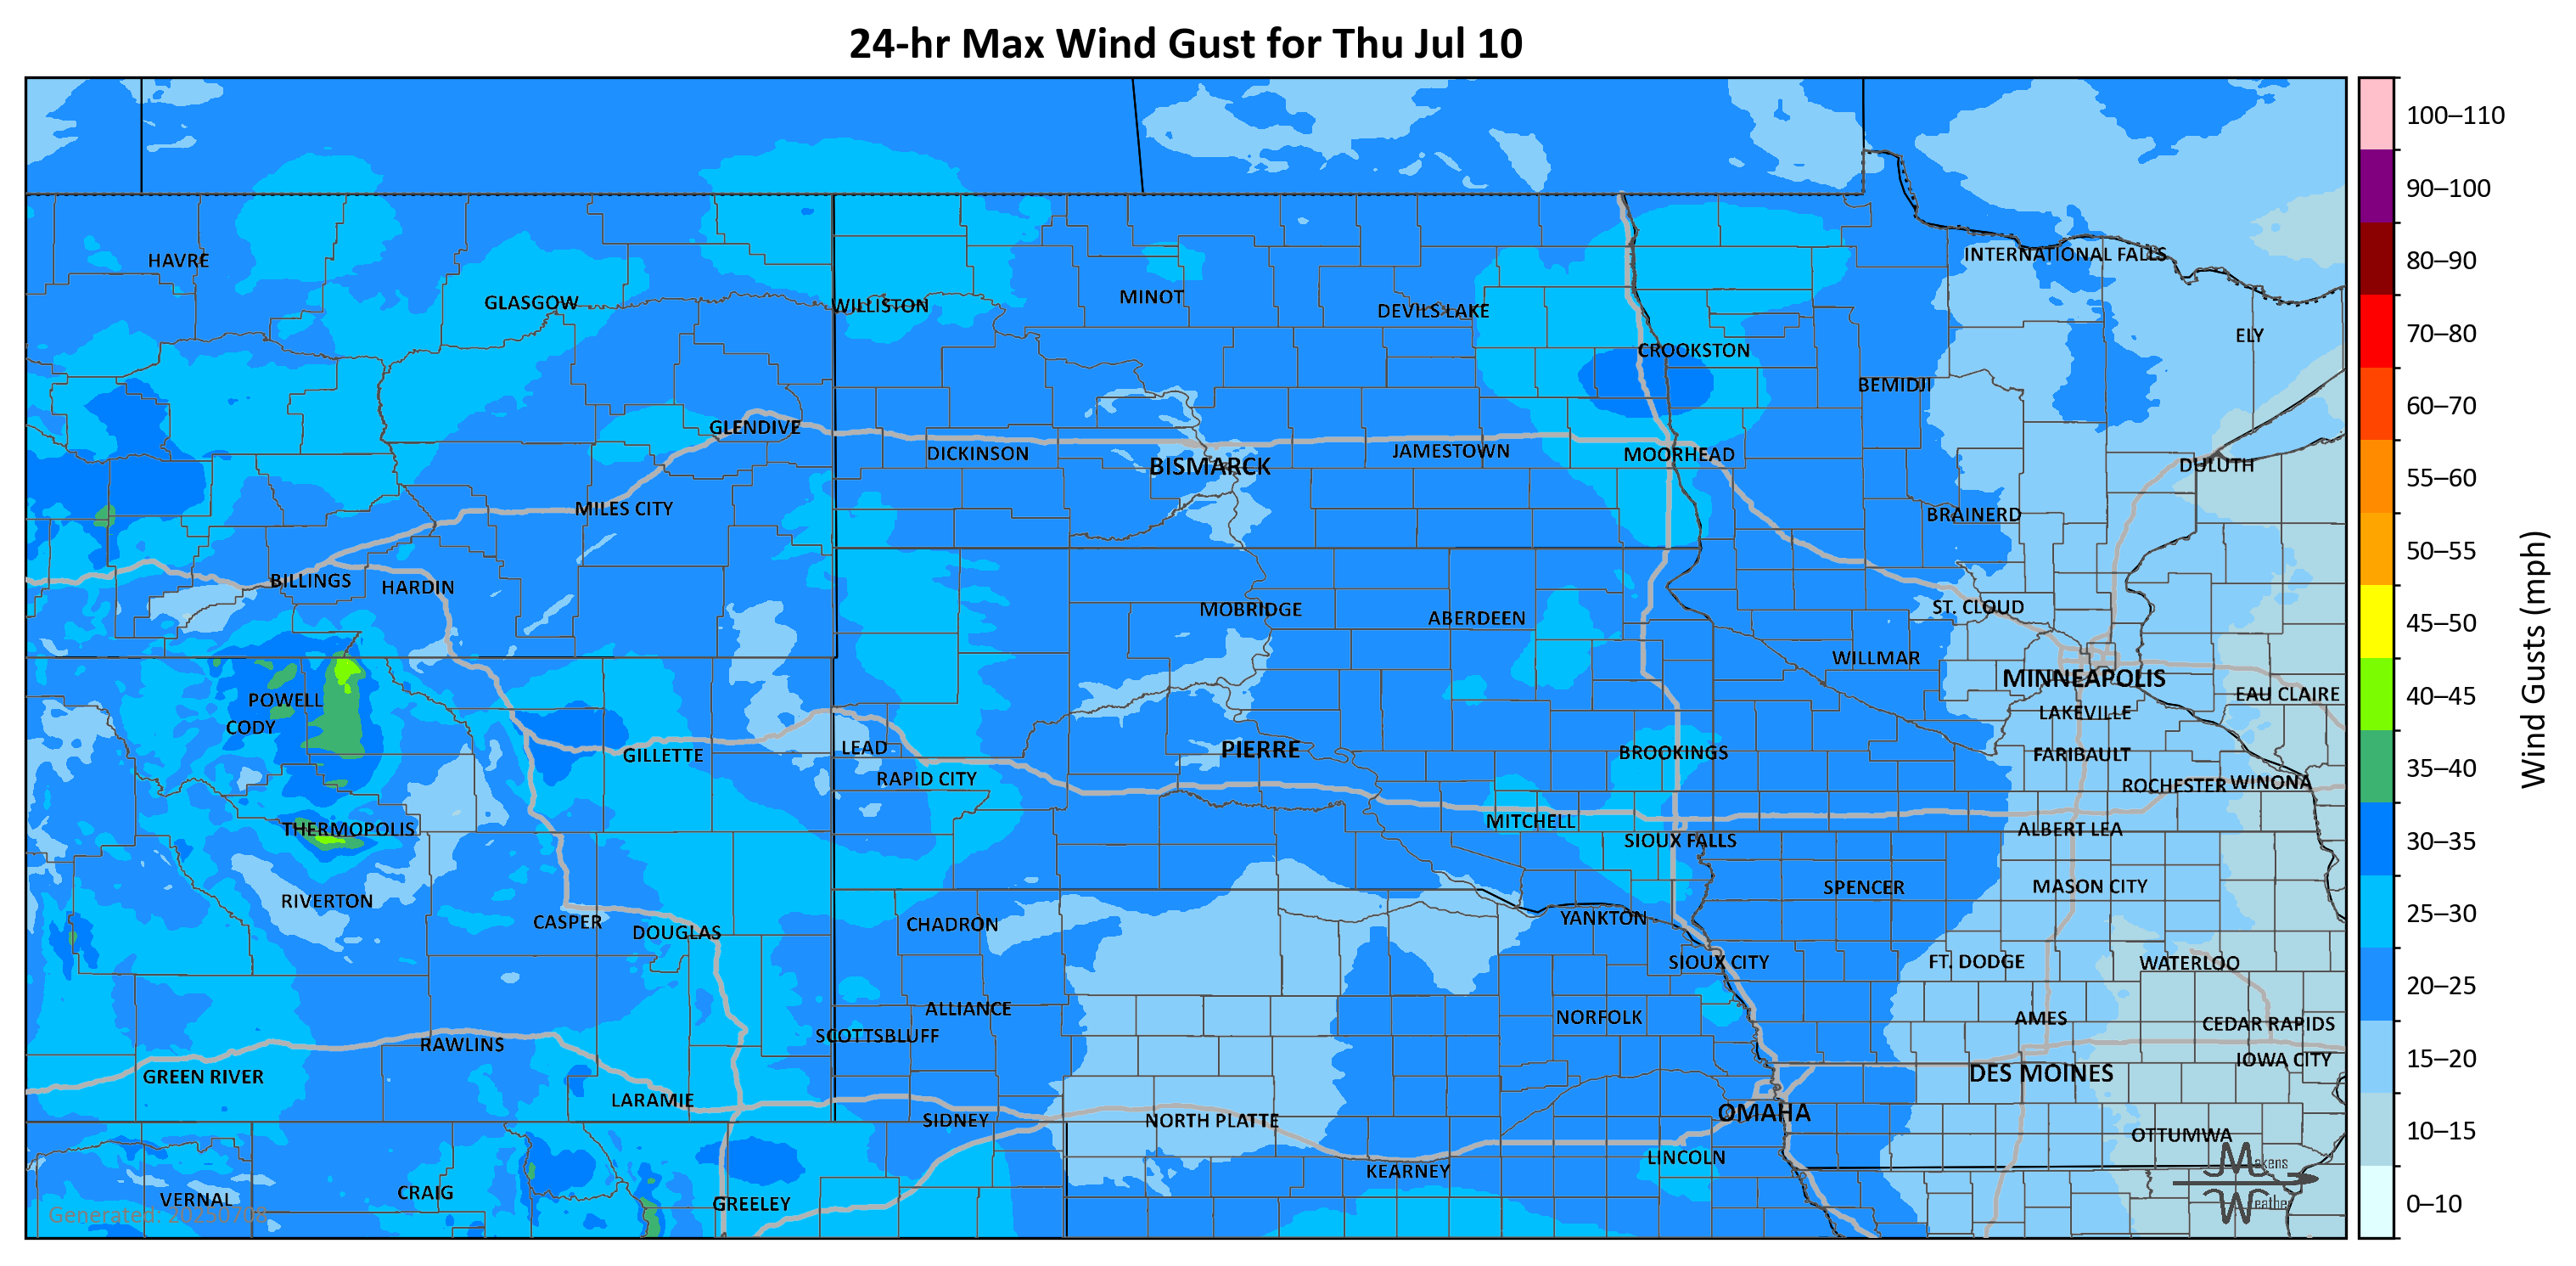 24-hr Max Wind Gust for Thu Jul 10
100–110
90–100
INTERNATIONAL FALLS
HAVRE
80–90
MINOT
GLASGOW
WILLISTON
DEVILS LAKE
70–80
ELY
CROOKSTON
BEMIDJI
60–70
GLENDIVE
DICKINSON
JAMESTOWN
MOORHEAD
BISMARCK
DULUTH
55–60
MILES CITY
BRAINERD
50–55
BILLINGS
HARDIN
MOBRIDGE
ABERDEEN
ST. CLOUD
45–50
WILLMAR
MINNEAPOLIS
EAU CLAIRE
40–45
POWELL
LAKEVILLE
CODY
Wind Gusts (mph)
LEAD
PIERRE
BROOKINGS
FARIBAULT
GILLETTE
35–40
RAPID CITY
ROCHESTER
WINONA
MITCHELL
THERMOPOLIS
ALBERT LEA
SIOUX FALLS
30–35
SPENCER
MASON CITY
RIVERTON
25–30
CASPER
DOUGLAS
CHADRON
YANKTON
SIOUX CITY
FT. DODGE
WATERLOO
20–25
ALLIANCE
NORFOLK
AMES
CEDAR RAPIDS
SCOTTSBLUFF
RAWLINS
IOWA CITY
15–20
GREEN RIVER
DES MOINES
LARAMIE
OMAHA
SIDNEY
NORTH PLATTE
10–15
OTTUMWA
LINCOLN
Makens
KEARNEY
CRAIG
VERNAL
GREELEY
Weather
0–10
Generated: 20250708